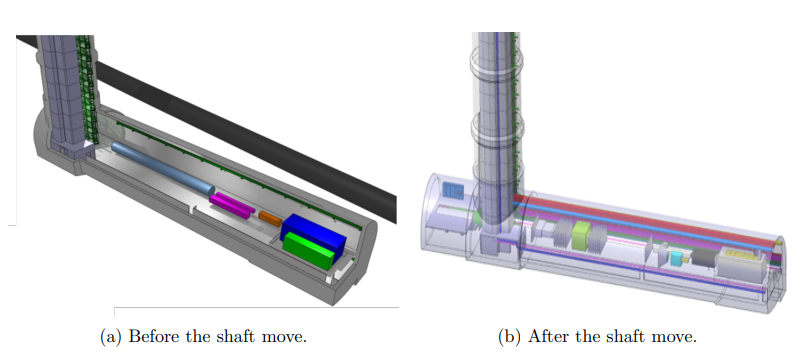 (a) Before the shaft move.
(b) After the shaft move.